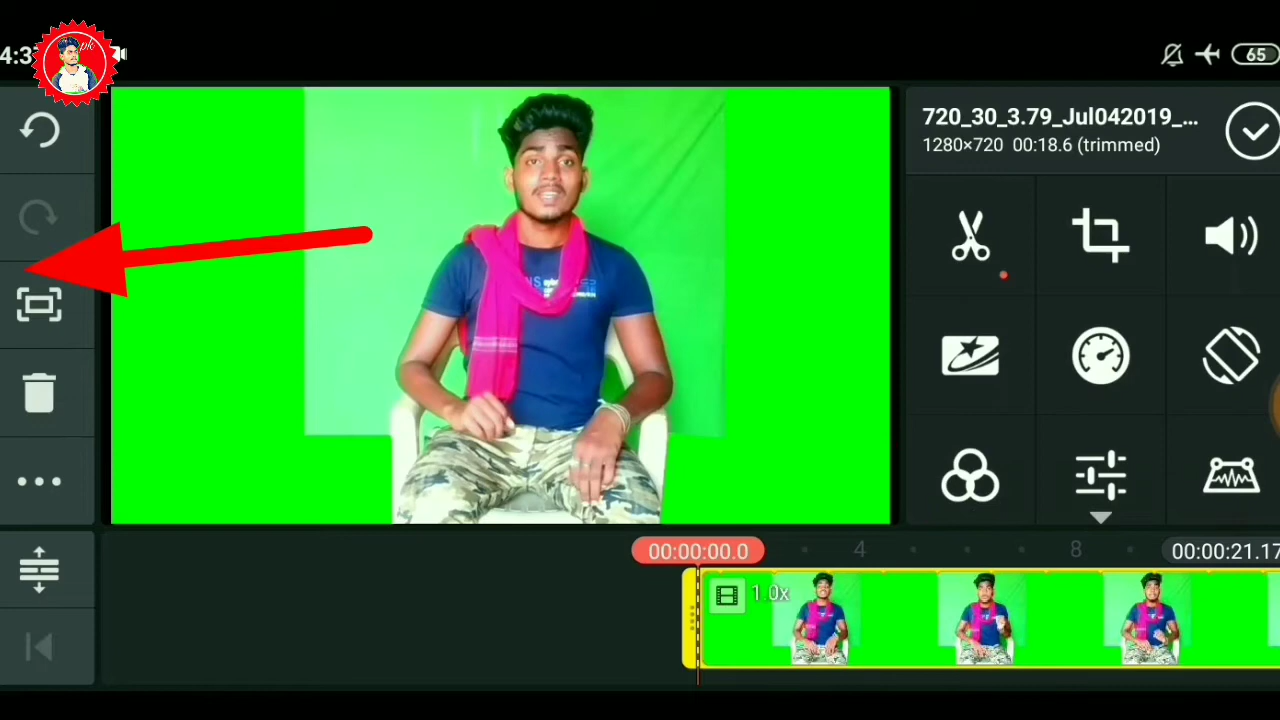 4:3
pk
65
720_30_3.79_Jul042019_...
1280×720 00:18.6 (trimmed)
00:00:00.0
4
8
00:00:21.17
1.0x